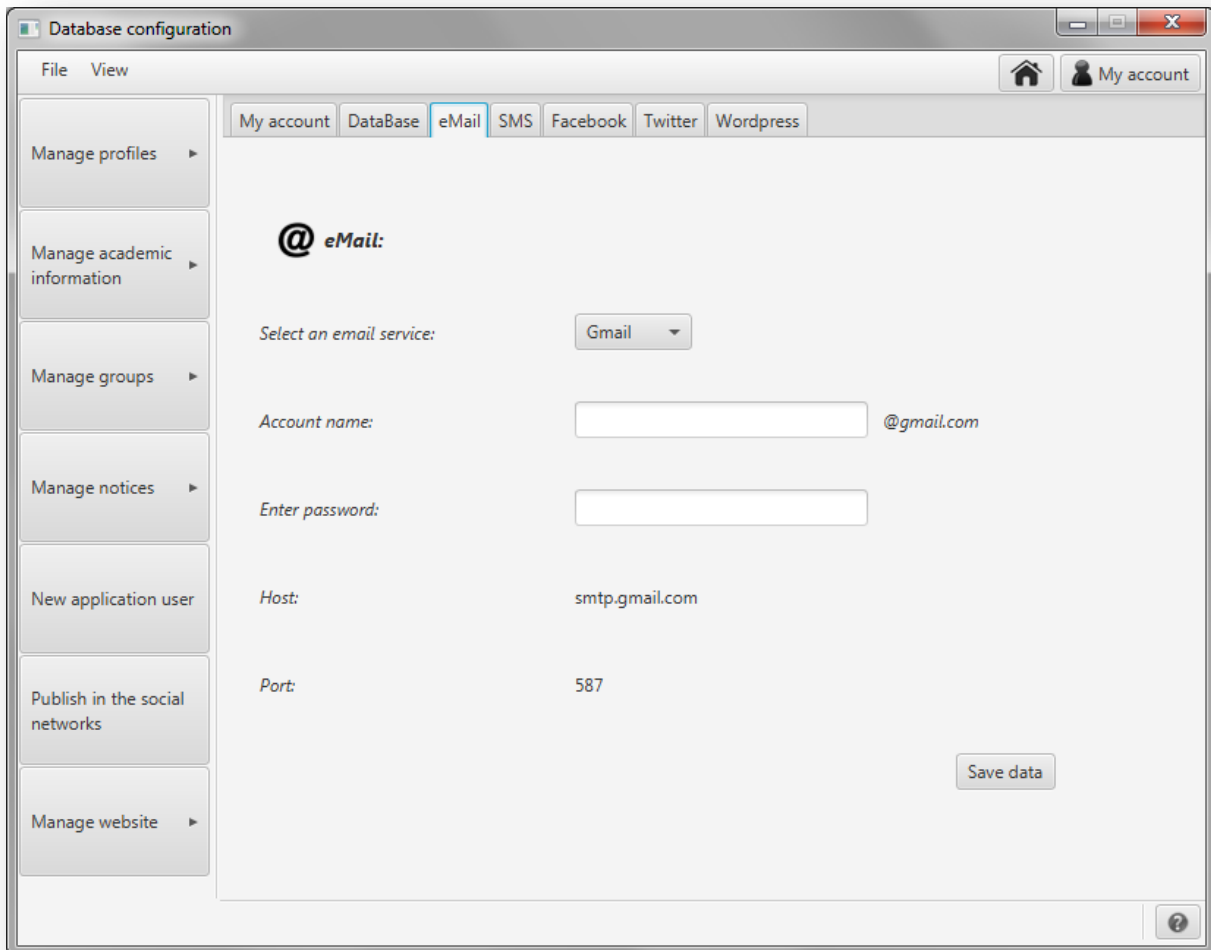 Database configuration
File View
My account
My account DataBase eMail SMS Facebook Twitter Wordpress
Manage profiles
Manage academic
information
Manage groups
Manage notices
New application user
Publish in the social
networks
Manage website
@ eMail:
Select an email service: Gmail
Account name: @gmail.com
Enter password:
Host: smtp.gmail.com
Port: 587
Save data
?